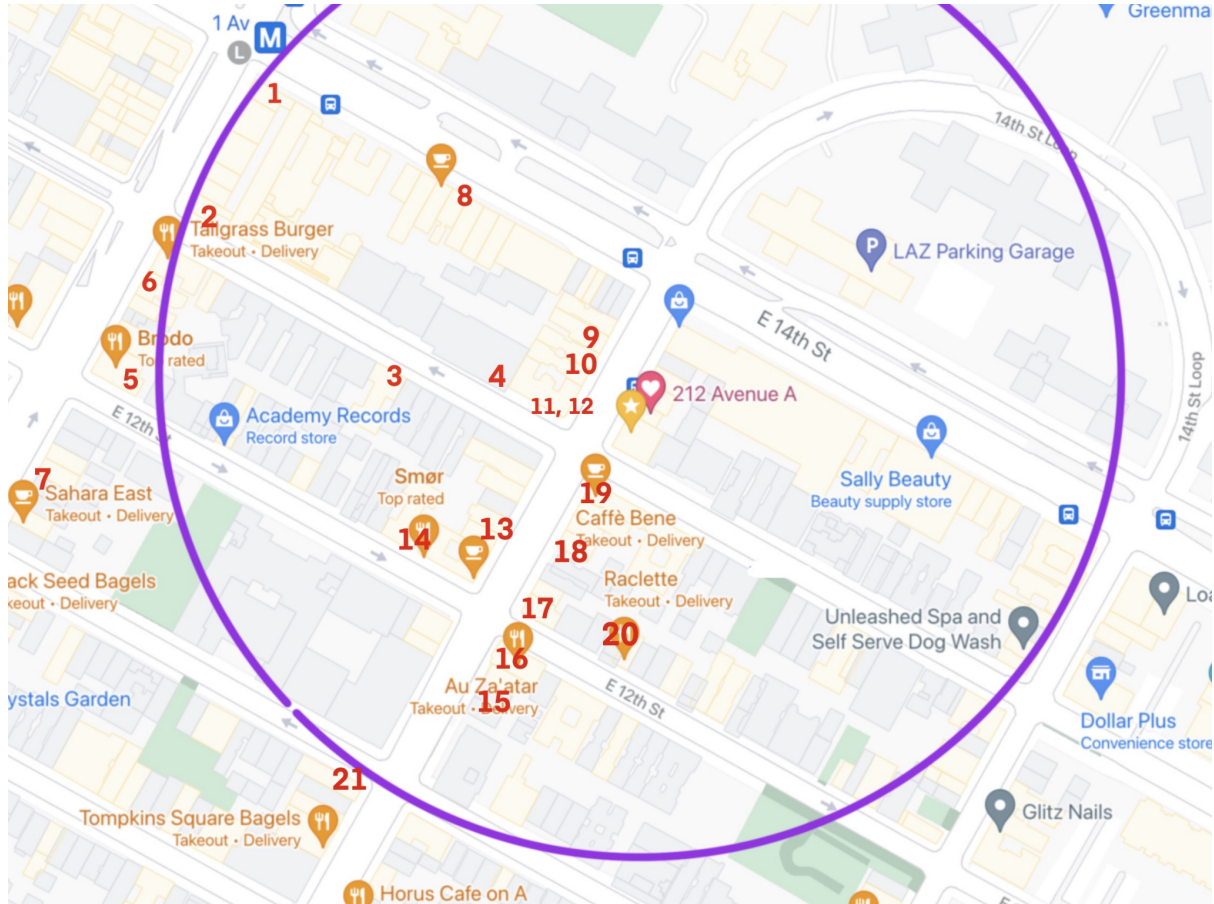 1 Av
M
L
Greenmar
1
14th St Loop
8
2
Tallgrass Burger
Takeout • Delivery
P
LAZ Parking Garage
6
E 14th St
9
Brodo
Top rated
10
5
3
4
11, 12
212 Avenue A
14th St Loop
E 12th St
Academy Records
Record store
7
Sahara East
Takeout • Delivery
Smør
Top rated
Sally Beauty
Beauty supply store
19
Caffè Bene
Takeout • Delivery
13
14
18
ack Seed Bagels
keout • Delivery
Raclette
Takeout • Delivery
Loa
17
20
Unleashed Spa and
Self Serve Dog Wash
16
Au Za'atar
Takeout • Delivery
15
E 12th St
ystals Garden
Dollar Plus
Convenience store
21
Tompkins Square Bagels
Takeout • Delivery
Glitz Nails
Horus Cafe on A
E